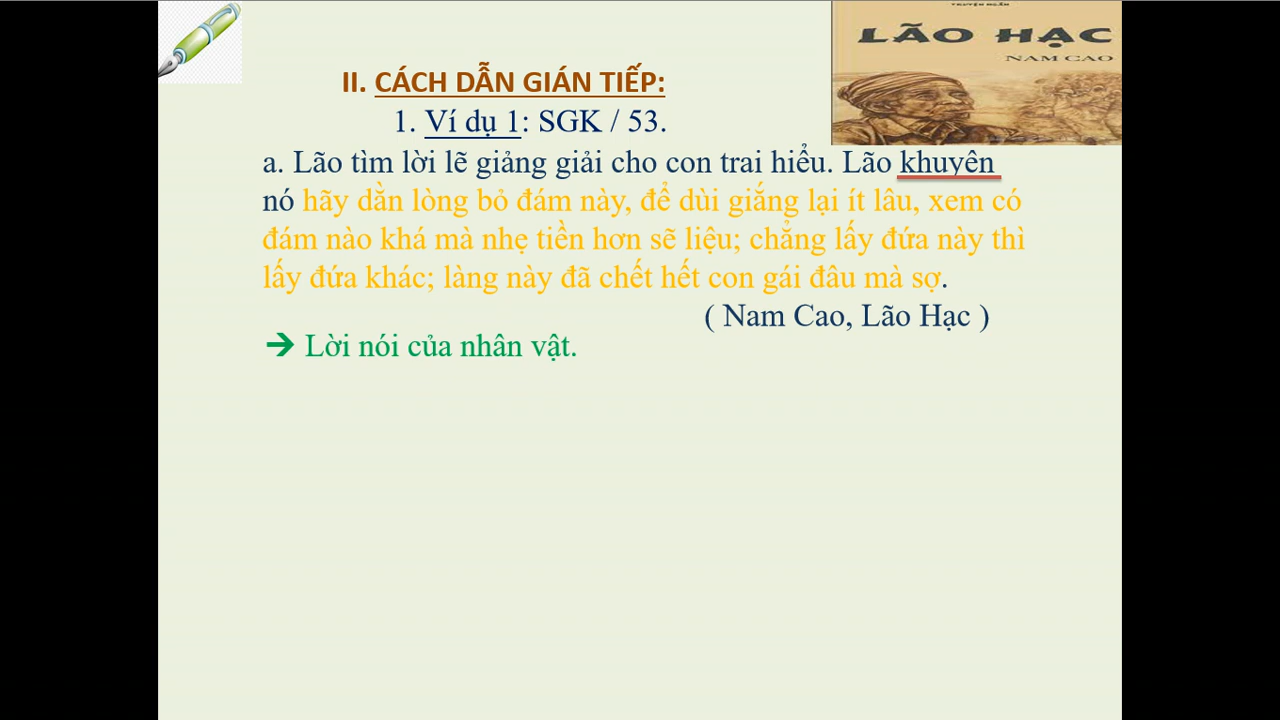 TRUYỆN NGẮN
LÃO HẠC
NAM CAO
II. CÁCH DẪN GIÁN TIẾP:
1. Ví dụ 1: SGK / 53.
a. Lão tìm lời lẽ giảng giải cho con trai hiểu. Lão khuyên
nó hãy dằn lòng bỏ đám này, để dùi giắng lại ít lâu, xem có
đám nào khá mà nhẹ tiền hơn sẽ liệu; chẳng lấy đứa này thì
lấy đứa khác; làng này đã chết hết con gái đâu mà sợ.
( Nam Cao, Lão Hạc )
→ Lời nói của nhân vật.